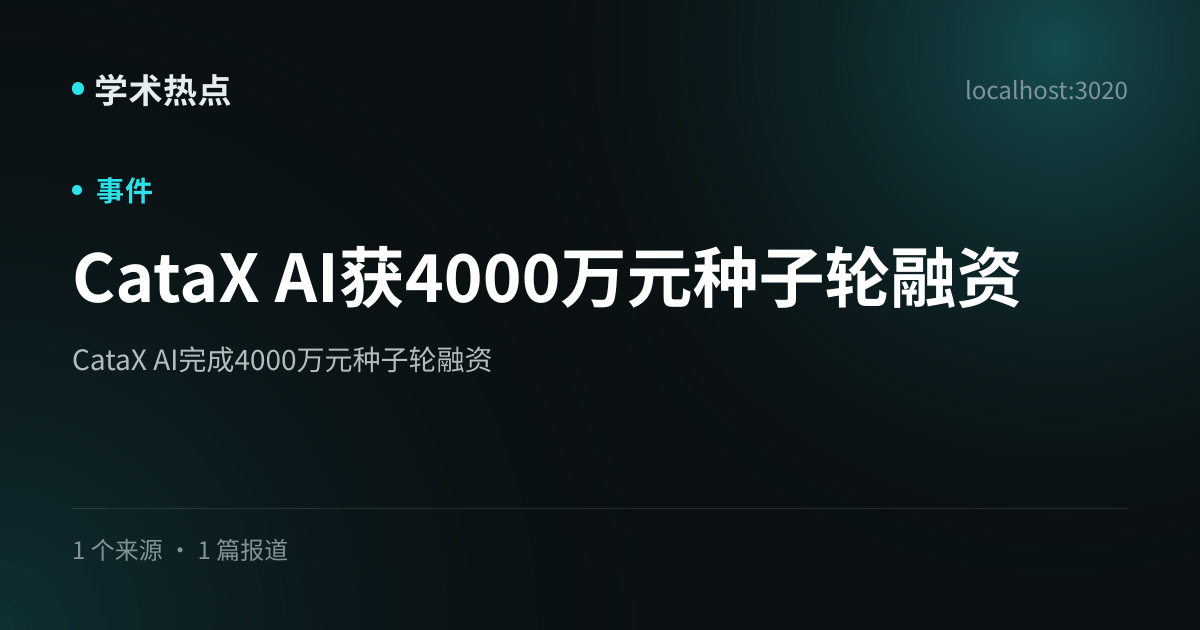 学术热点
localhost:3020
事件
CataX AI获4000万元种子轮融资
CataX AI完成4000万元种子轮融资
1 个来源 · 1 篇报道